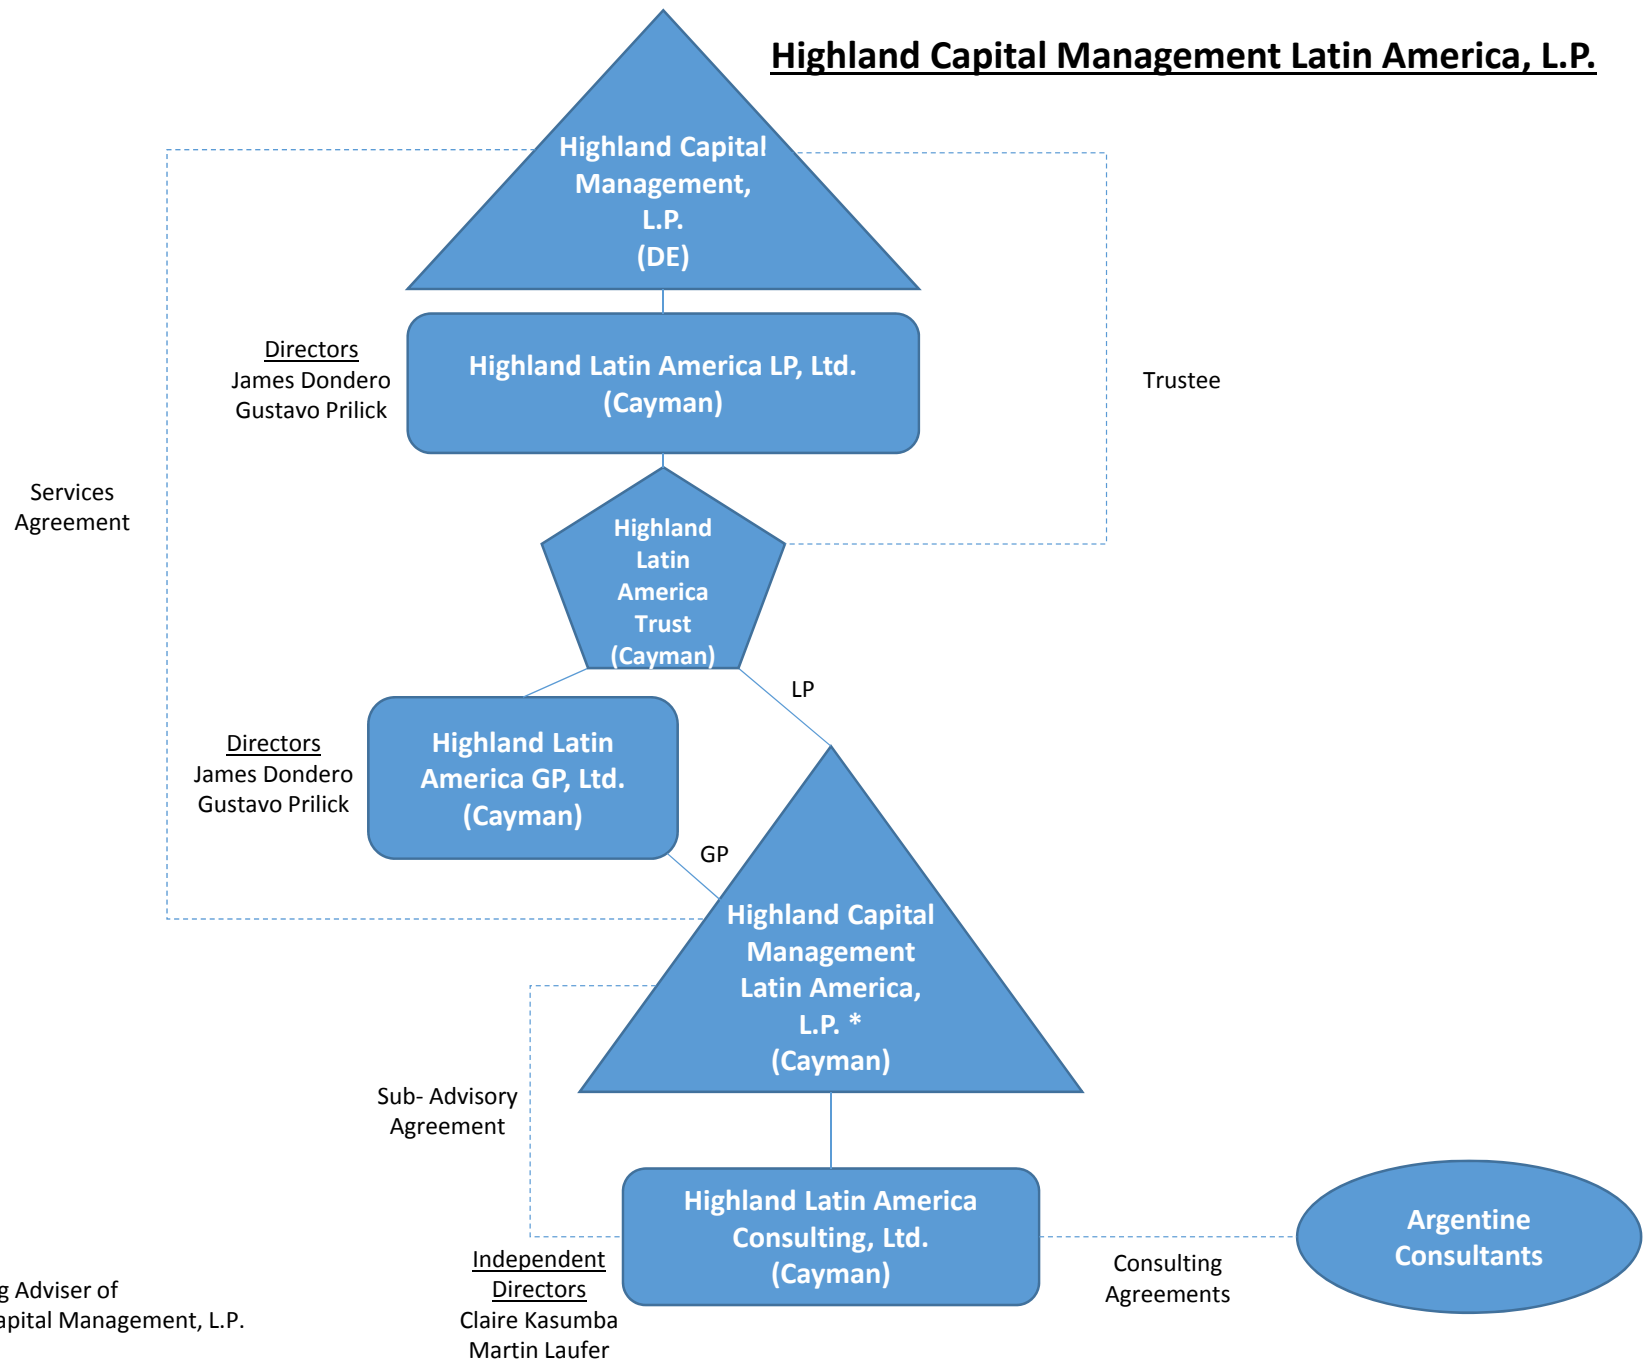 Highland Capital Management Latin America, L.P.
Highland Capital
Management,
L.P.
(DE)
Directors
James Dondero
Gustavo Prilick
Highland Latin America LP, Ltd.
(Cayman)
Trustee
Services
Agreement
Highland
Latin
America
Trust
(Cayman)
LP
Directors
James Dondero
Gustavo Prilick
Highland Latin
America GP, Ltd.
(Cayman)
GP
Highland Capital
Management
Latin America,
L.P. *
(Cayman)
Sub- Advisory
Agreement
Highland Latin America
Consulting, Ltd.
(Cayman)
Argentine
Consultants
Consulting
Agreements
Independent
Directors
Claire Kasumba
Martin Laufer
Adviser of
Management, L.P.